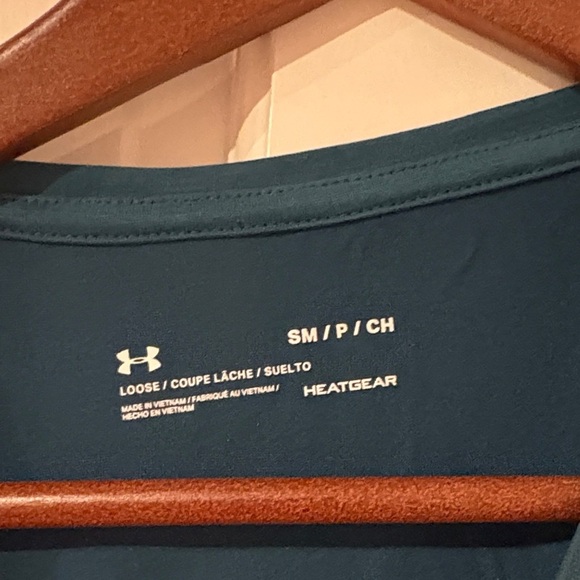 SM / P / CH
LOOSE / COUPE LÂCHE / SUELTO
HEATGEAR
MADE IN VIETNAM / FABRIQUÉ AU VIETNAM /
HECHO EN VIETNAM